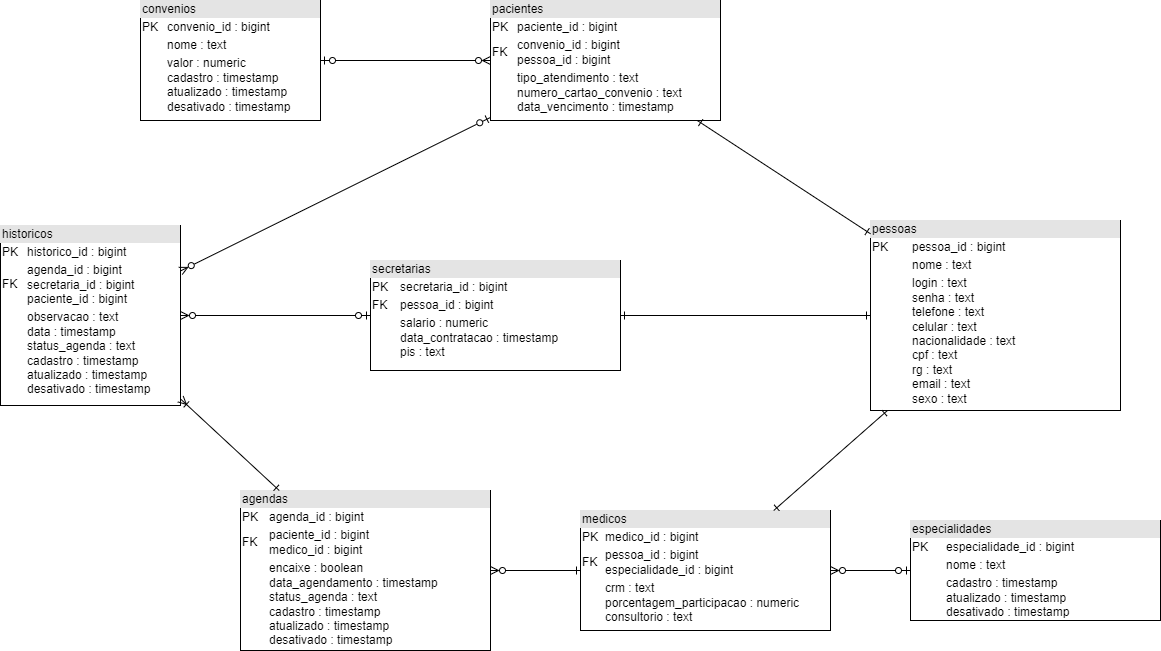 convenios
PK convenio_id : bigint
nome : text
valor : numeric
cadastro : timestamp
atualizado : timestamp
desativado : timestamp
pacientes
PK paciente_id : bigint
convenio_id : bigint
FK
pessoa_id : bigint
tipo_atendimento : text
numero_cartao_convenio : text
data_vencimento : timestamp
historicos
PK historico_id : bigint
agenda_id : bigint
FK secretaria_id : bigint
paciente_id : bigint
observacao : text
data : timestamp
status_agenda : text
cadastro : timestamp
atualizado : timestamp
desativado : timestamp
secretarias
PK secretaria_id : bigint
FK pessoa_id : bigint
salario : numeric
data_contratacao : timestamp
pis : text
pessoas
PK pessoa_id : bigint
nome : text
login : text
senha : text
telefone : text
celular : text
nacionalidade : text
cpf : text
rg : text
email : text
sexo : text
agendas
PK agenda_id : bigint
paciente_id : bigint
FK
medico_id : bigint
encaixe : boolean
data_agendamento : timestamp
status_agenda : text
cadastro : timestamp
atualizado : timestamp
desativado : timestamp
medicos
PK medico_id : bigint
pessoa_id : bigint
FK
especialidade_id : bigint
crm : text
porcentagem_participacao : numeric
consultorio : text
especialidades
PK especialidade_id : bigint
nome : text
cadastro : timestamp
atualizado : timestamp
desativado : timestamp